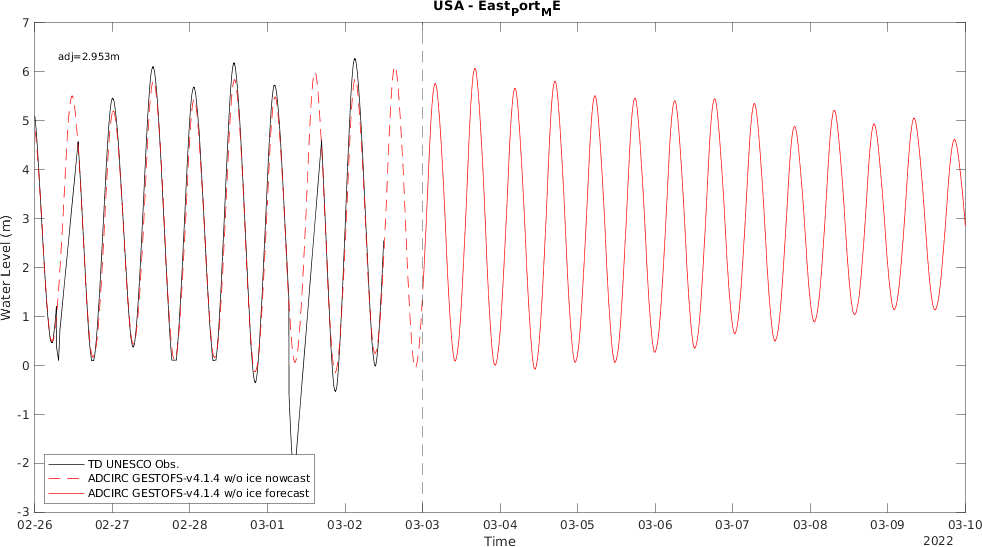 USA - EastPortME
7
6
5
4
3
2
1
0
-1
-2
-3
Water Level (m)
adj=2.953m
TD UNESCO Obs.
ADCIRC GESTOFS-v4.1.4 w/o ice nowcast
ADCIRC GESTOFS-v4.1.4 w/o ice forecast
02-26 02-27 02-28 03-01 03-02 03-03 03-04 03-05 03-06 03-07 03-08 03-09 03-10
Time
2022